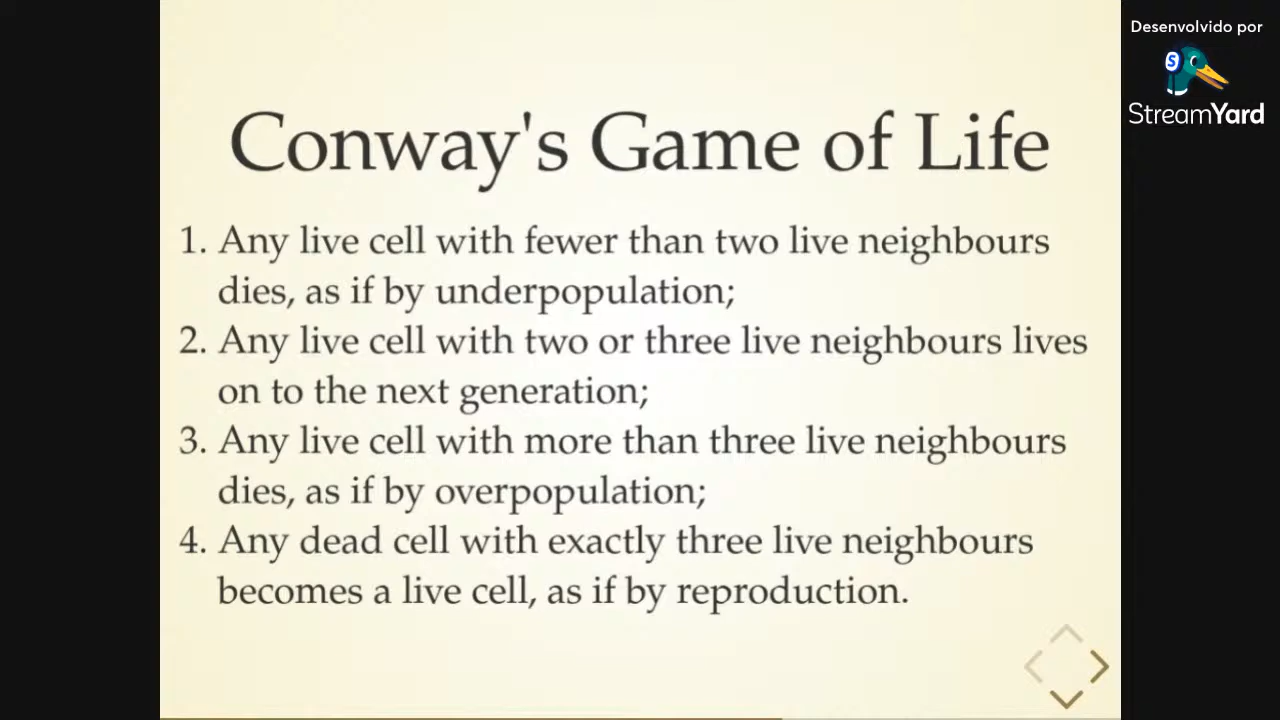 Conway's Game of Life
1. Any live cell with fewer than two live neighbours
dies, as if by underpopulation;
2. Any live cell with two or three live neighbours lives
on to the next generation;
3. Any live cell with more than three live neighbours
dies, as if by overpopulation;
4. Any dead cell with exactly three live neighbours
becomes a live cell, as if by reproduction.
Desenvolvido por
S
StreamYard